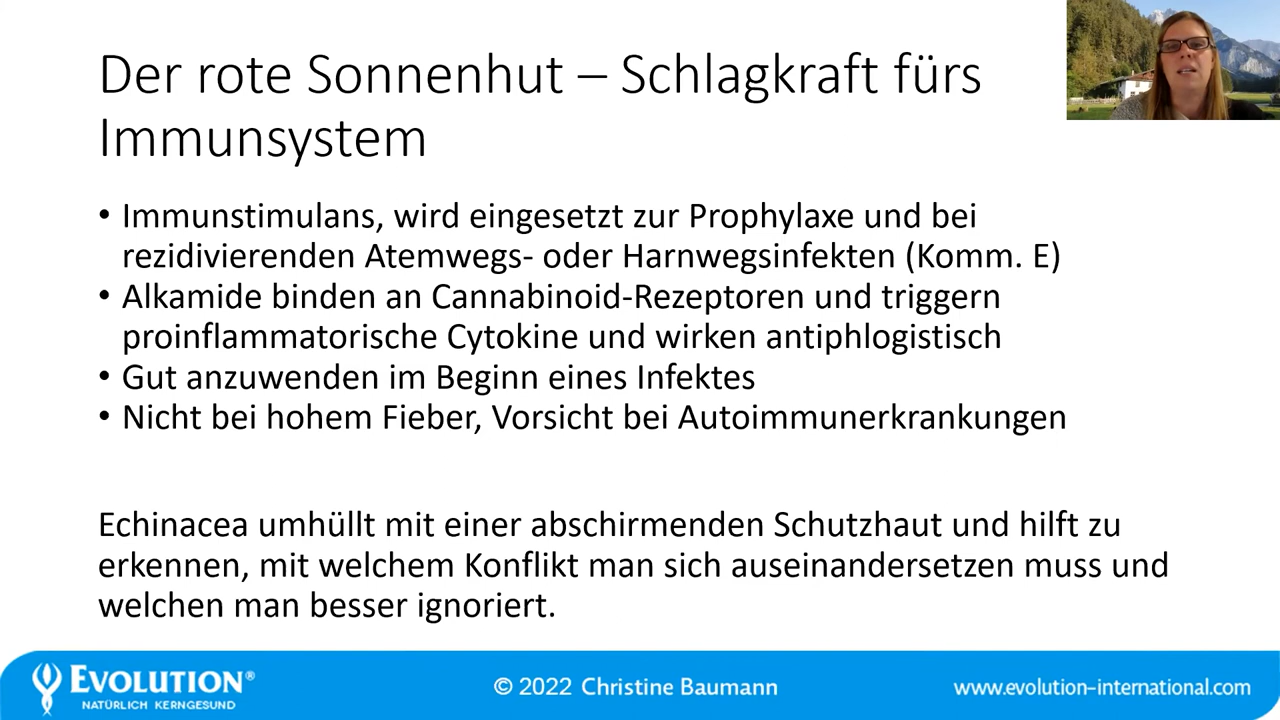 Der rote Sonnenhut – Schlagkraft fürs
Immunsystem
• Immunstimulans, wird eingesetzt zur Prophylaxe und bei
rezidivierenden Atemwegs- oder Harnwegsinfekten (Komm. E)
• Alkamide binden an Cannabinoid-Rezeptoren und triggern
proinflammatorische Cytokine und wirken antiphlogistisch
• Gut anzuwenden im Beginn eines Infektes
• Nicht bei hohem Fieber, Vorsicht bei Autoimmunerkrankungen
Echinacea umhüllt mit einer abschirmenden Schutzhaut und hilft zu
erkennen, mit welchem Konflikt man sich auseinandersetzen muss und
welchen man besser ignoriert.
EVOLUTION®
NATÜRLICH KERNGESUND
© 2022 Christine Baumann
www.evolution-international.com